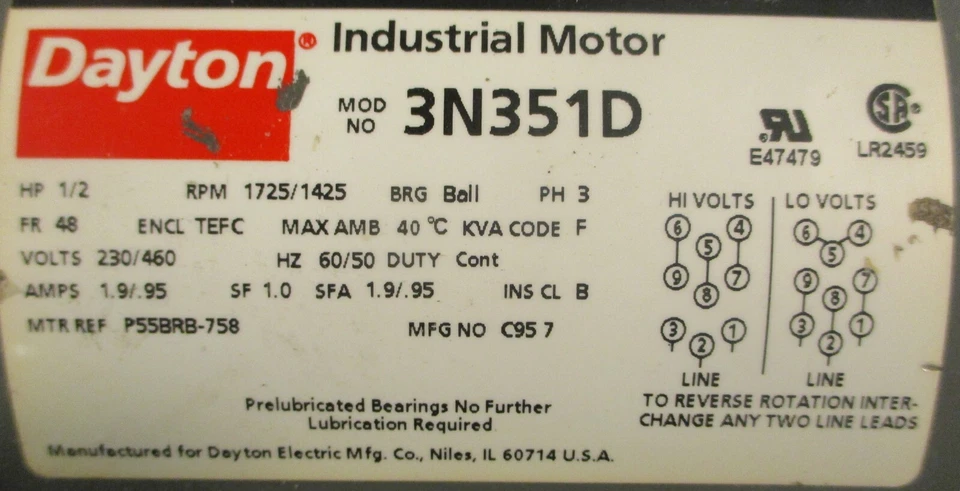 Dayton® Industrial Motor
MOD NO 3N351D
E47479 LR2459
HP 1/2 RPM 1725/1425 BRG Ball PH 3
FR 48 ENCL TEFC MAX AMB 40 °C KVA CODE F
VOLTS 230/460 HZ 60/50 DUTY Cont
AMPS 1.9/.95 SF 1.0 SFA 1.9/.95 INS CL B
MTR REF P55BRB-758 MFG NO C95 7
HI VOLTS LO VOLTS
6 4 6 4
5 5
9 7 9 7
8 8
3 1 3 1
2 2
LINE LINE
TO REVERSE ROTATION INTER-
CHANGE ANY TWO LINE LEADS
Prelubricated Bearings No Further
Lubrication Required
Manufactured for Dayton Electric Mfg. Co., Niles, IL 60714 U.S.A.